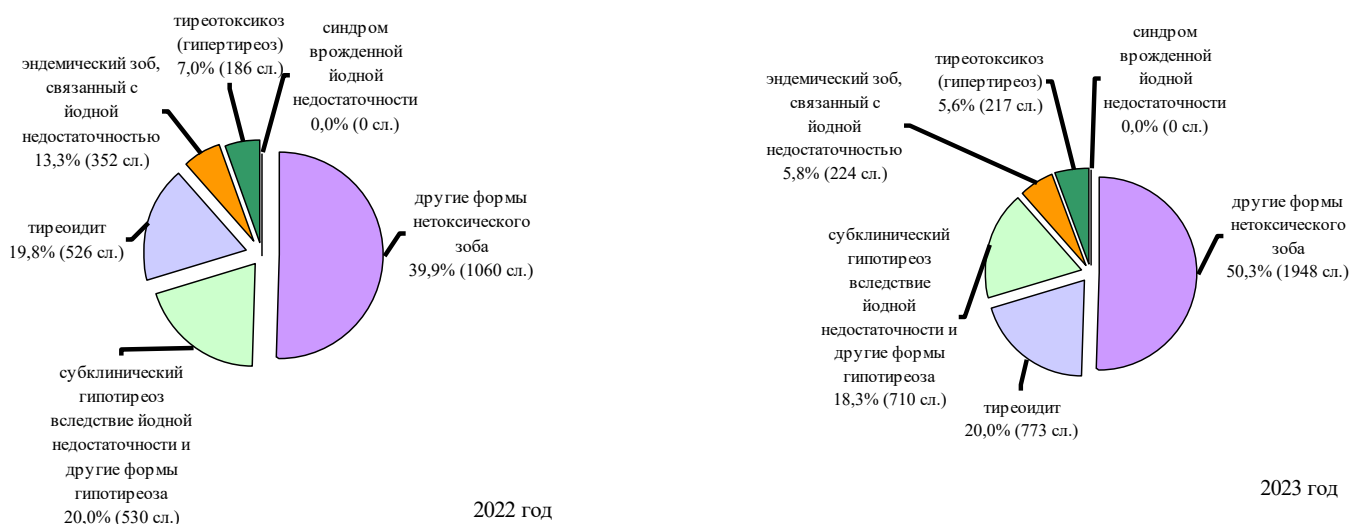 тиреотоксикоз
(гипертиреоз)
7,0% (186 сл.)
синдром
врожденной
йодной
недостаточности
0,0% (0 сл.)
эндемический зоб,
связанный с
йодной
недостаточностью
13,3% (352 сл.)
тиреоидит
19,8% (526 сл.)
другие формы
нетоксического
зоба
39,9% (1060 сл.)
субклинический
гипотиреоз
вследствие йодной
недостаточности и
другие формы
гипотиреоза
20,0% (530 сл.)
2022 год
тиреотоксикоз
(гипертиреоз)
5,6% (217 сл.)
синдром
врожденной
йодной
недостаточности
0,0% (0 сл.)
эндемический зоб,
связанный с
йодной
недостаточностью
5,8% (224 сл.)
другие формы
нетоксического
зоба
50,3% (1948 сл.)
субклинический
гипотиреоз
вследствие
йодной
недостаточности и
другие формы
гипотиреоза
18,3% (710 сл.)
тиреоидит
20,0% (773 сл.)
2023 год